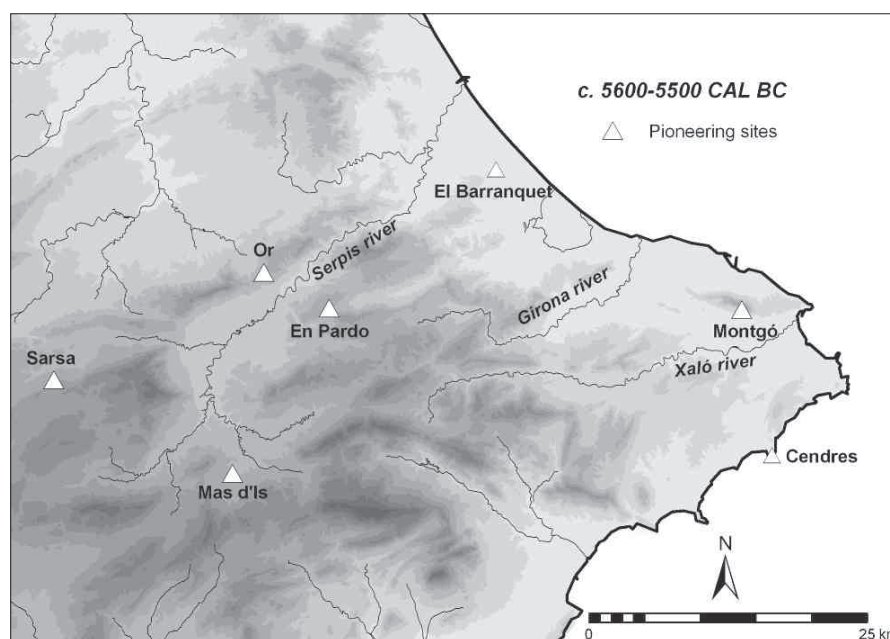 c. 5600-5500 CAL BC
Pioneering sites
El Barranquet
Serpis river
Or
Girona river
En Pardo
Montgó
Sarsa
Xaló river
Cendres
Mas d'Is
N
0
25 km